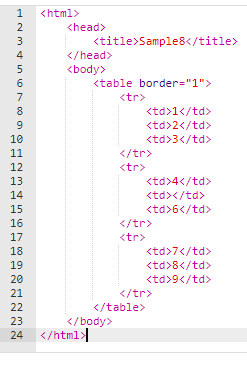 1 <html>
2 <head>
3 <title>Sample8</title>
4 </head>
5 <body>
6 <table border="1">
7 <tr>
8 <td>1</td>
9 <td>2</td>
10 <td>3</td>
11 </tr>
12 <tr>
13 <td>4</td>
14 <td></td>
15 <td>6</td>
16 </tr>
17 <tr>
18 <td>7</td>
19 <td>8</td>
20 <td>9</td>
21 </tr>
22 </table>
23 </body>
24 </html>